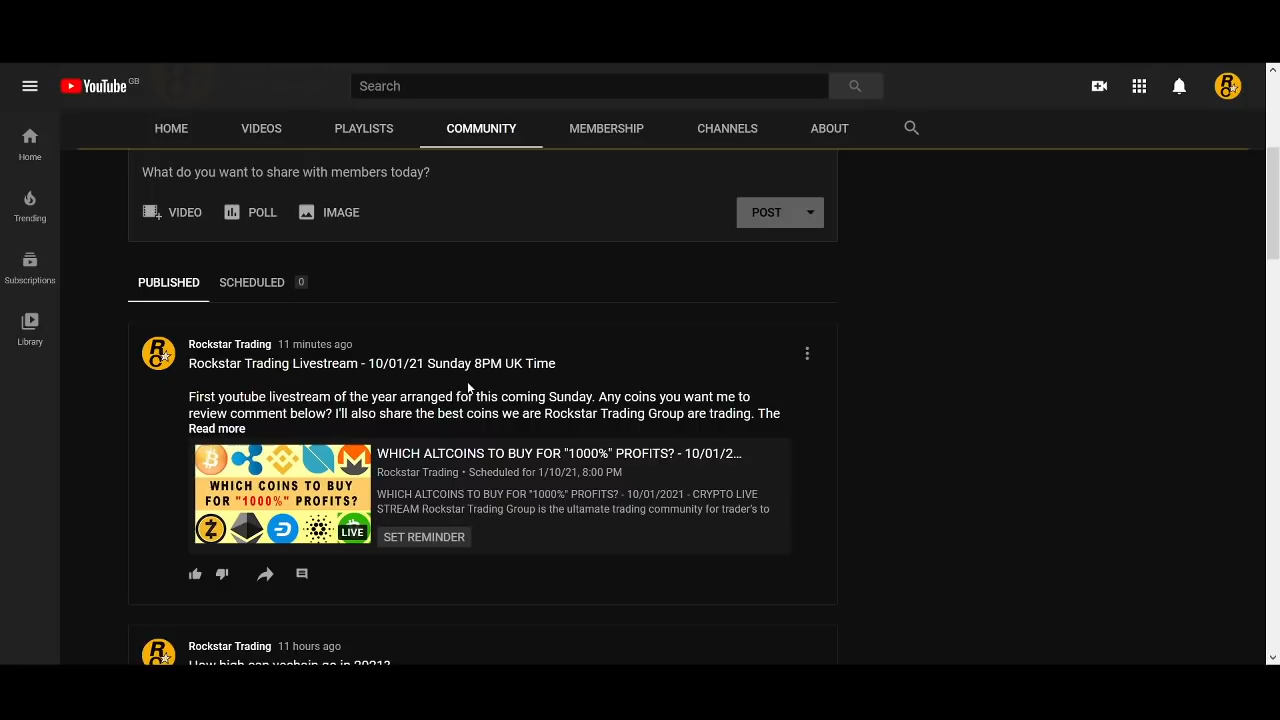 YouTube GB
Search
HOME VIDEOS PLAYLISTS COMMUNITY MEMBERSHIP CHANNELS ABOUT
Home
Trending
Subscriptions
Library
What do you want to share with members today?
VIDEO POLL IMAGE POST
PUBLISHED SCHEDULED 0
Rockstar Trading 11 minutes ago
Rockstar Trading Livestream - 10/01/21 Sunday 8PM UK Time
First youtube livestream of the year arranged for this coming Sunday. Any coins you want me to
review comment below? I'll also share the best coins we are Rockstar Trading Group are trading. The
Read more
WHICH COINS TO BUY
FOR "1000%" PROFITS?
LIVE
WHICH ALTCOINS TO BUY FOR "1000%" PROFITS? - 10/01/2...
Rockstar Trading • Scheduled for 1/10/21, 8:00 PM
WHICH ALTCOINS TO BUY FOR "1000%" PROFITS? - 10/01/2021 - CRYPTO LIVE
STREAM Rockstar Trading Group is the ultamate trading community for trader's to
SET REMINDER
Rockstar Trading 11 hours ago
How high can vechain go in 2021?